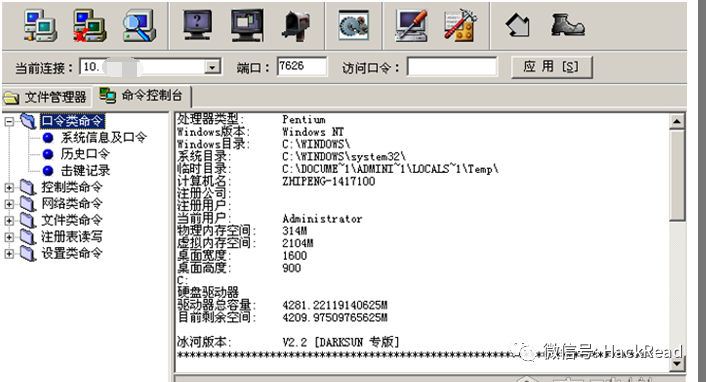 当前连接: 10. 端口: 7626 访问口令: 应用 [S]
文件管理器 命令控制台
口令类命令
系统信息及口令
历史口令
击键记录
控制类命令
网络类命令
文件类命令
注册表读写
设置类命令
处理器类型: Pentium
Windows版本: Windows NT
Windows目录: C:\WINDOWS\
系统目录: C:\WINDOWS\system32\
临时目录: C:\DOCUME~1\ADMINI~1\LOCALS~1\Temp\
计算机名: ZHIPENG-1417100
注册公司:
注册用户:
当前用户: Administrator
物理内存空间: 314M
虚拟内存空间: 2104M
桌面宽度: 1600
桌面高度: 900
C:
硬盘驱动器
驱动器总容量: 4281.22119140625M
目前剩余空间: 4209.97509765625M
冰河版本: V2.2 [DARKSUN 专版]
微信号: HackRead